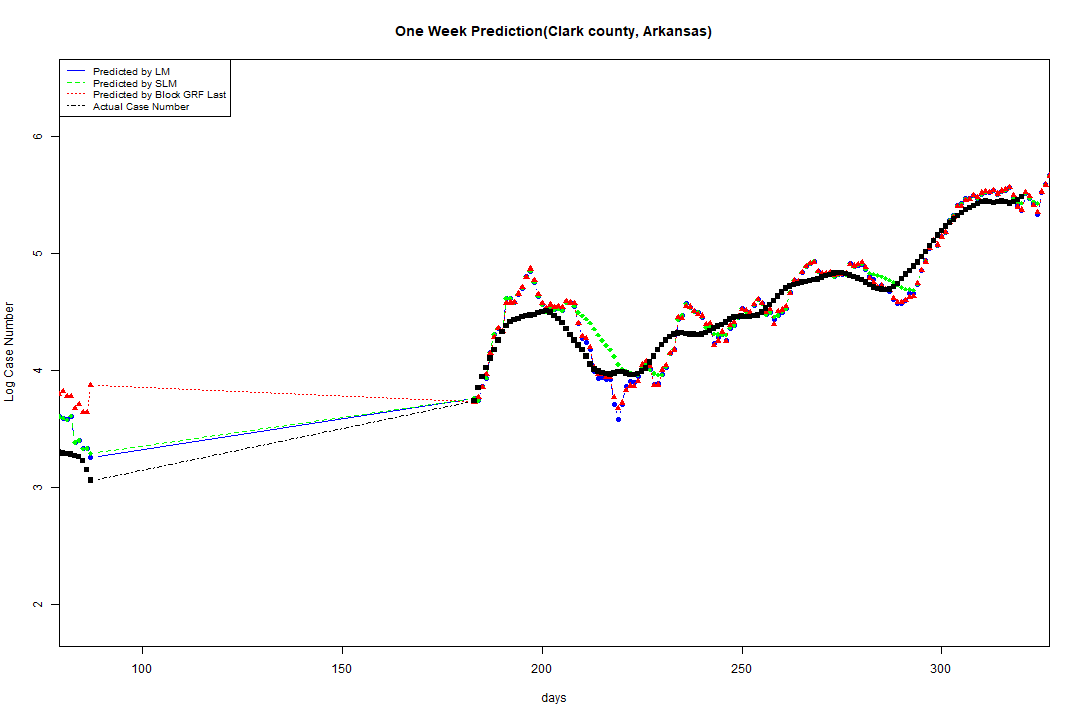 One Week Prediction(Clark county, Arkansas)
Predicted by LM
Predicted by SLM
Predicted by Block GRF Last
Actual Case Number
Log Case Number
6
5
4
3
2
100 150 200 250 300
days